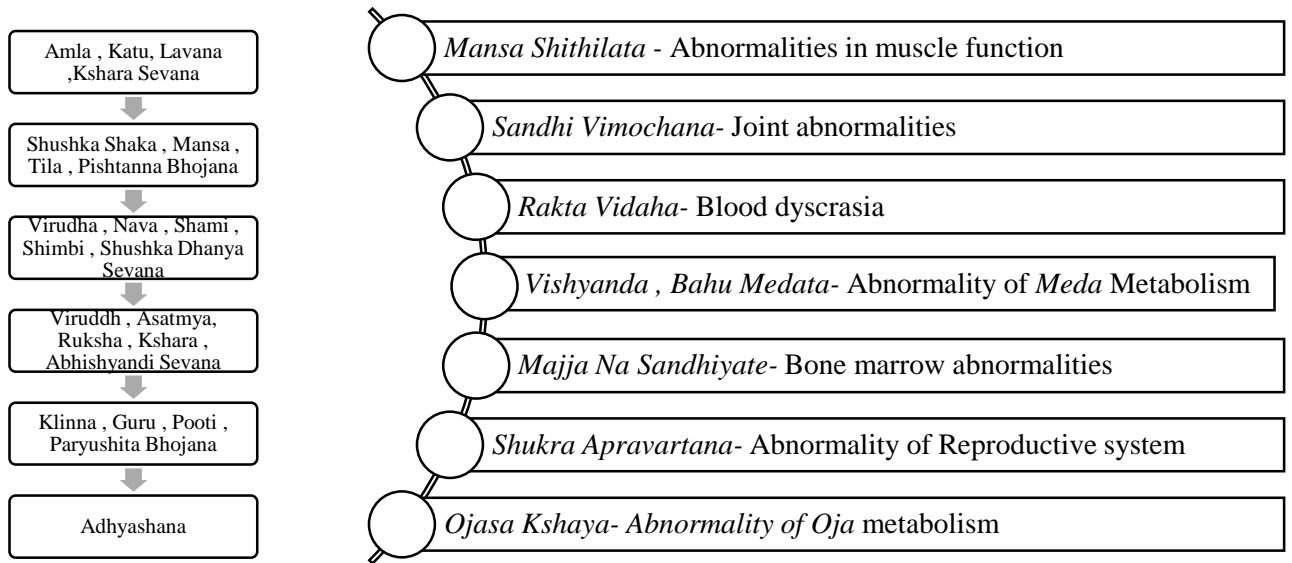 Amla , Katu, Lavana
,Kshara Sevana
Shushka Shaka , Mansa ,
Tila , Pishtanna Bhojana
Virudha , Nava , Shami ,
Shimbi , Shushka Dhanya
Sevana
Viruddh , Asatmya,
Ruksha , Kshara ,
Abhishyandi Sevana
Klinna , Guru , Pooti ,
Paryushita Bhojana
Adhyashana
Mansa Shithilata - Abnormalities in muscle function
Sandhi Vimochana- Joint abnormalities
Rakta Vidaha- Blood dyscrasia
Vishyanda , Bahu Medata- Abnormality of Meda Metabolism
Majja Na Sandhiyate- Bone marrow abnormalities
Shukra Apravartana- Abnormality of Reproductive system
Ojasa Kshaya- Abnormality of Oja metabolism